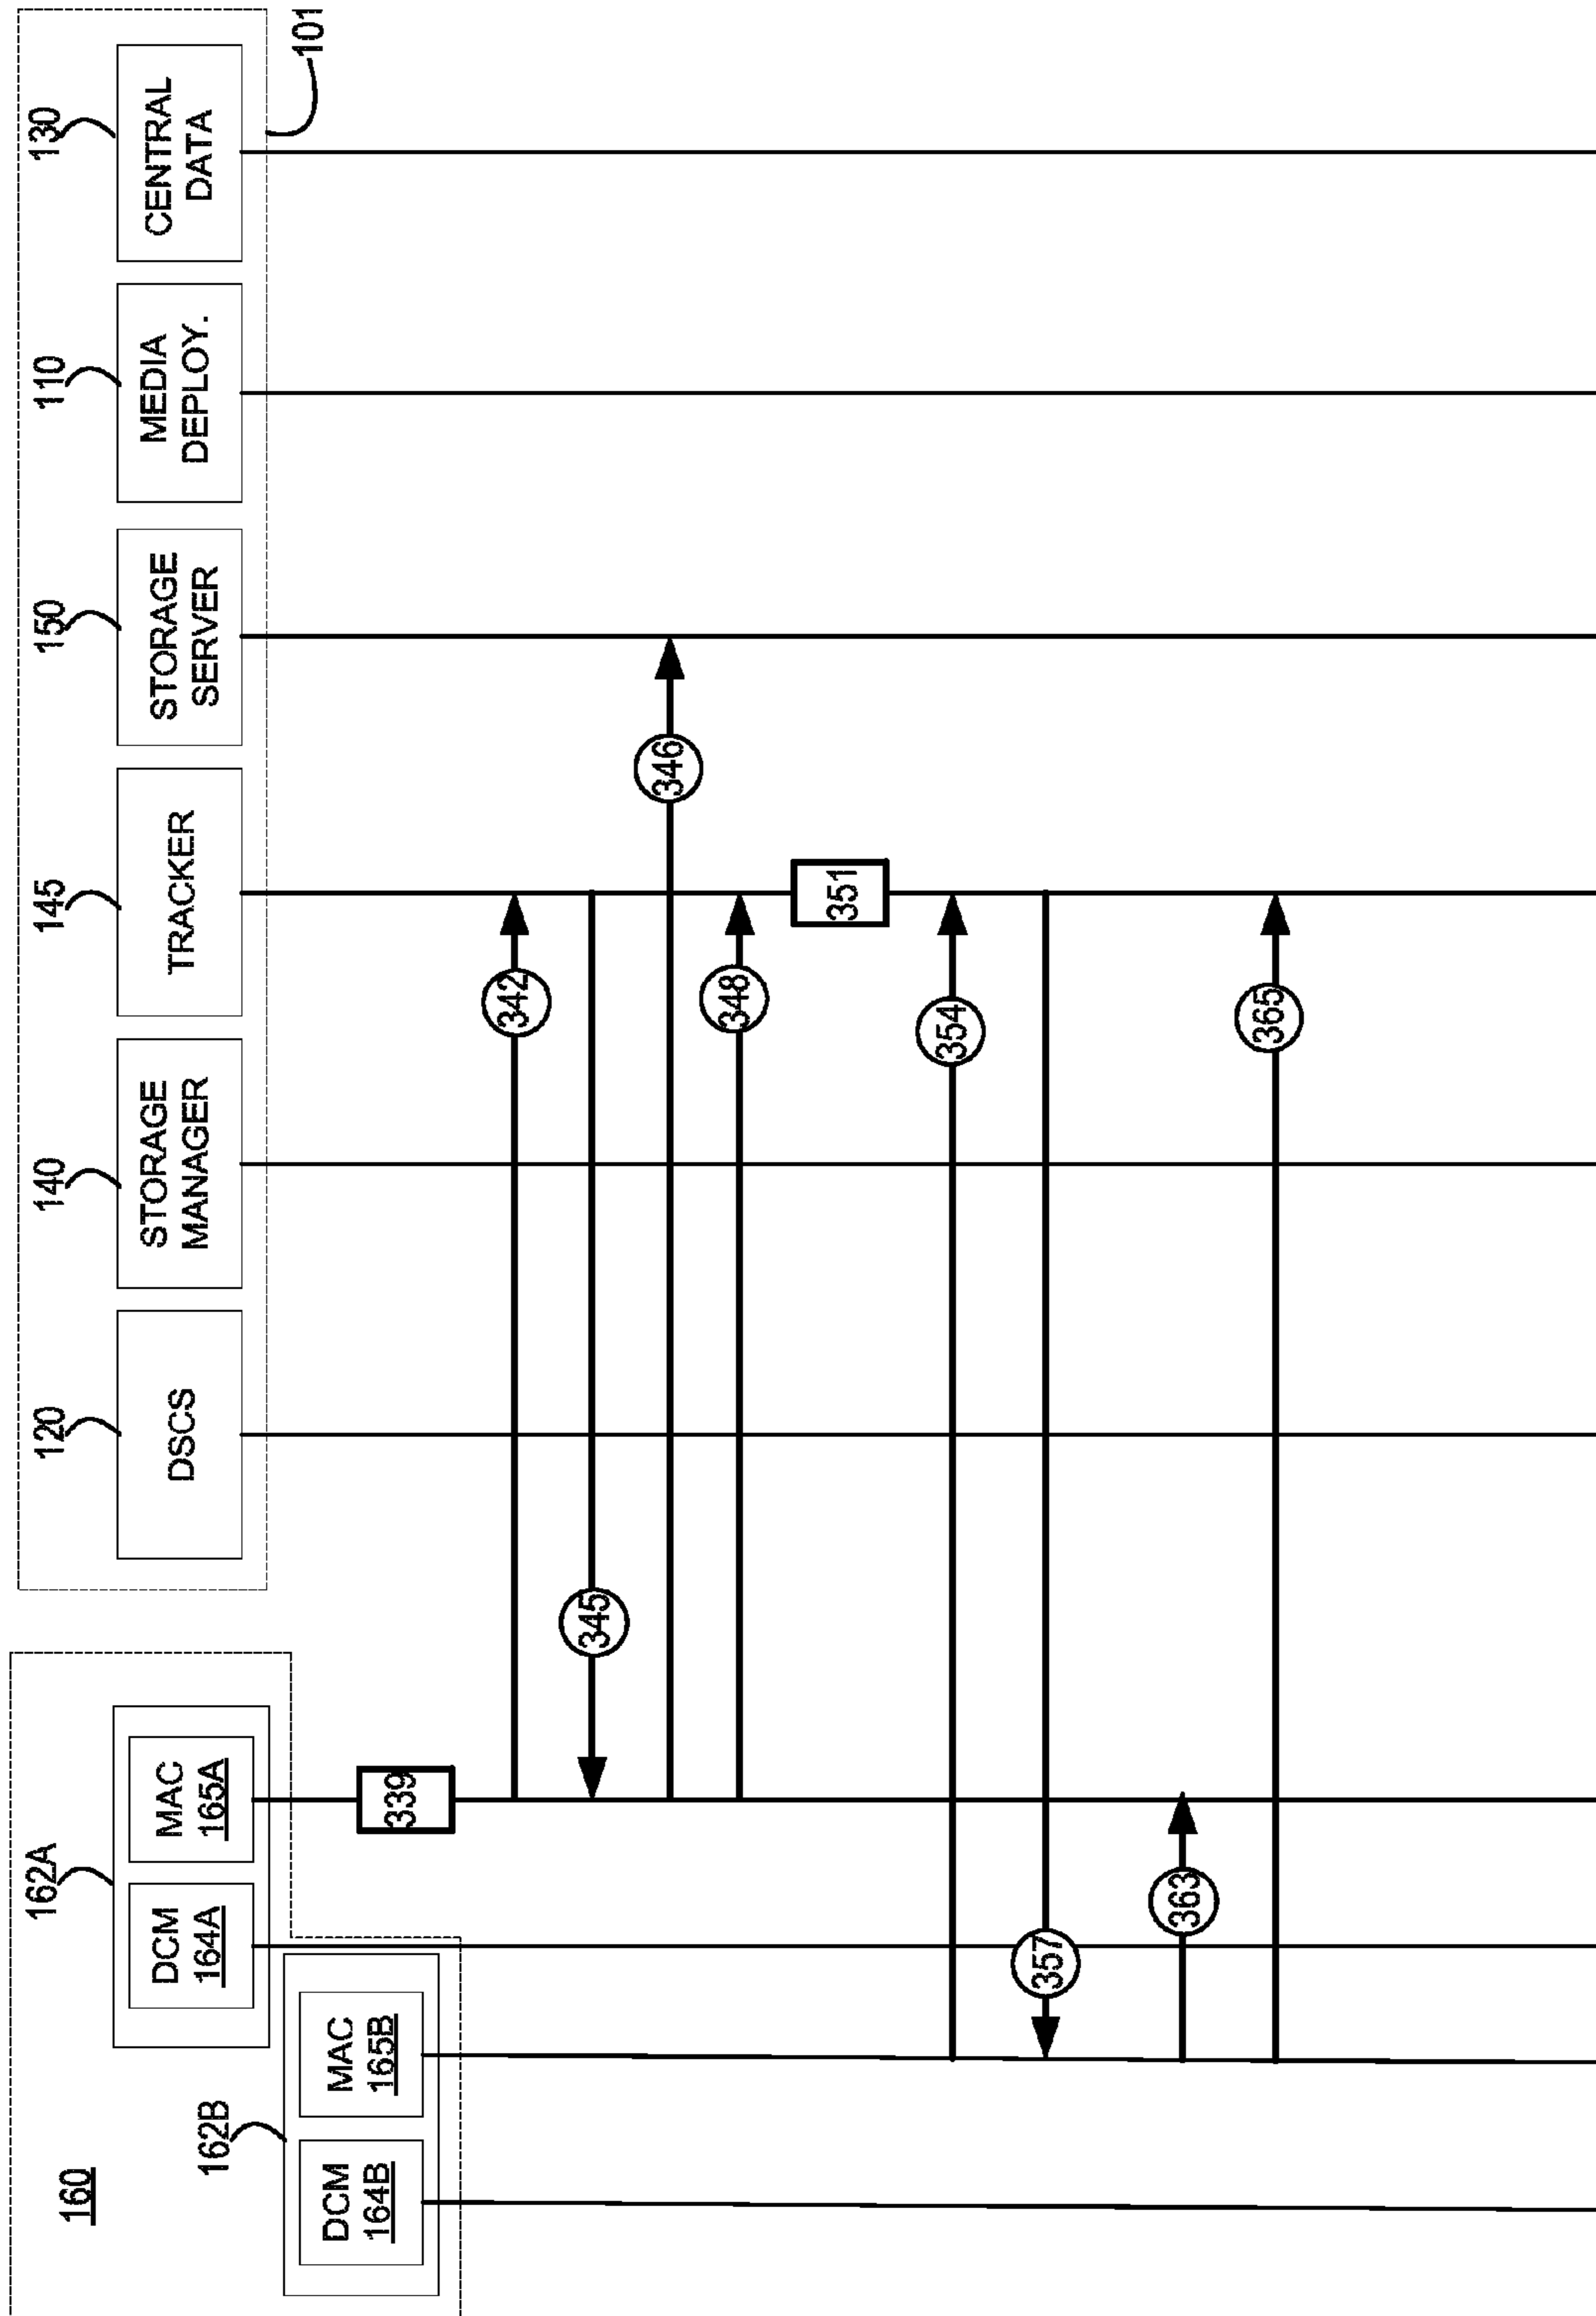 160
162B
DCM
164B
MAC
165B
162A
DCM
164A
MAC
165A
120
DSCS
140
STORAGE
MANAGER
145
TRACKER
150
STORAGE
SERVER
110
MEDIA
DEPLOY.
130
CENTRAL
DATA
101
339
342
345
346
348
351
354
357
363
365